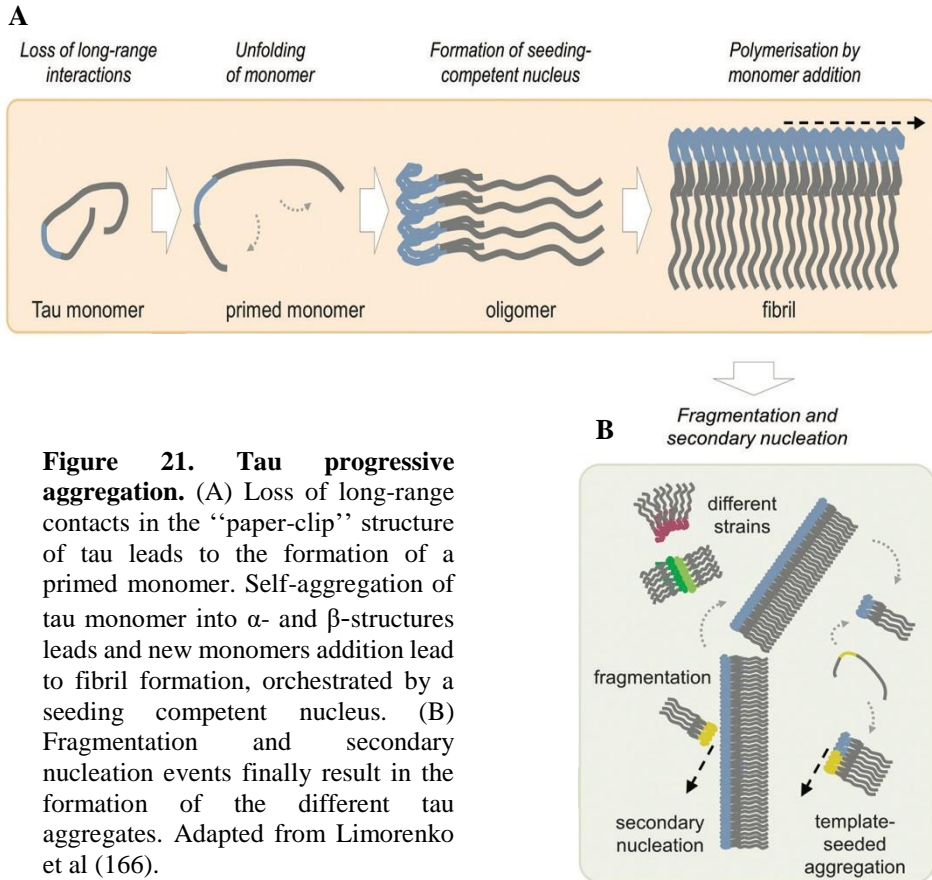 A
Loss of long-range
interactions
Unfolding
of monomer
Formation of seeding-
competent nucleus
Polymerisation by
monomer addition
Tau monomer
primed monomer
oligomer
fibril
B
Fragmentation and
secondary nucleation
different
strains
fragmentation
secondary
nucleation
template-
seeded
aggregation
Figure 21. Tau progressive
aggregation. (A) Loss of long-range
contacts in the ‘‘paper-clip’’ structure
of tau leads to the formation of a
primed monomer. Self-aggregation of
tau monomer into α- and β-structures
leads and new monomers addition lead
to fibril formation, orchestrated by a
seeding competent nucleus. (B)
Fragmentation and secondary
nucleation events finally result in the
formation of the different tau
aggregates. Adapted from Limorenko
et al (166).